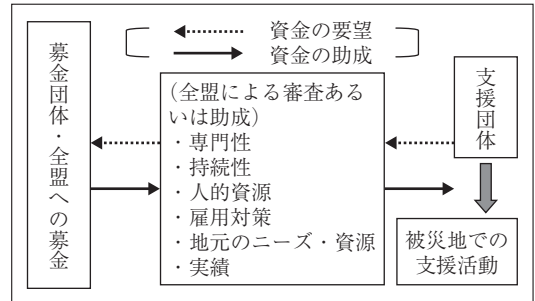 資金の要望
資金の助成
募金団体・全盟への募金
(全盟による審査ある
いは助成)
・専門性
・持続性
・人的資源
・雇用対策
・地元のニーズ・資源
・実績
支援団体
被災地での
支援活動